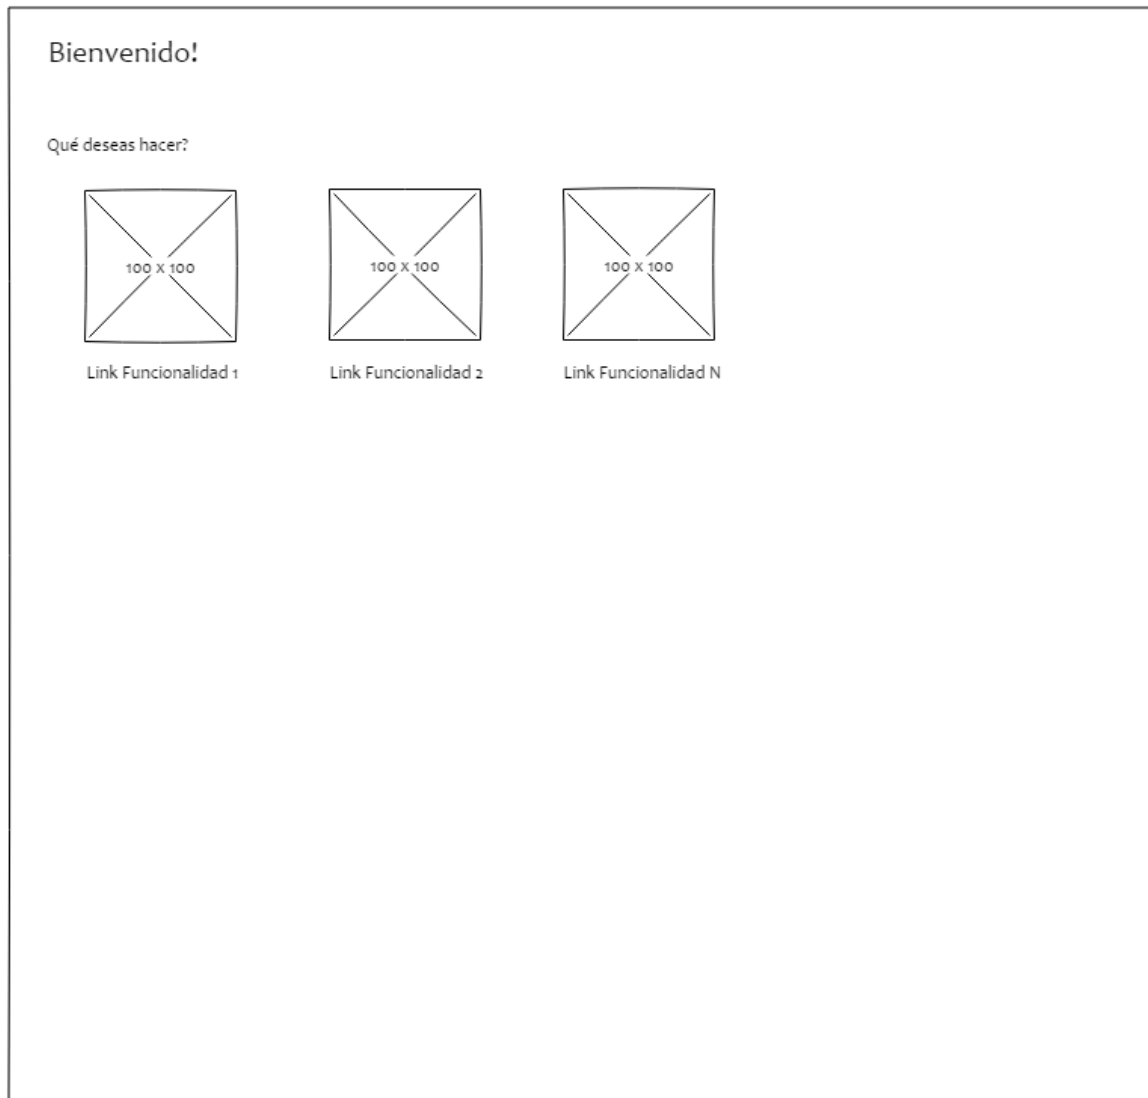 Bienvenido!
Qué deseas hacer?
100 x 100 100 x 100 100 x 100
Link Funcionalidad 1 Link Funcionalidad 2 Link Funcionalidad N